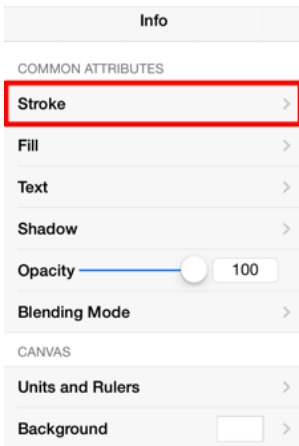 Info
COMMON ATTRIBUTES
Stroke
Fill
Text
Shadow
Opacity 100
Blending Mode
CANVAS
Units and Rulers
Background